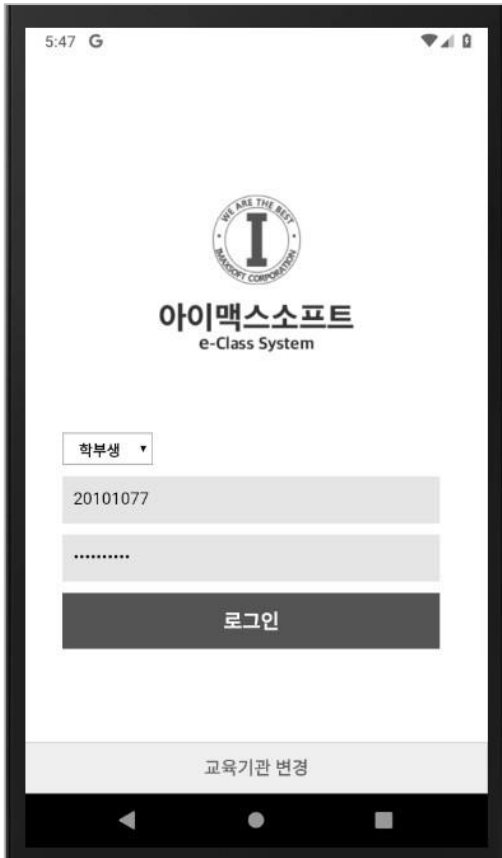 5:47 G
WE ARE THE BEST
I
IMAXSOFT CORPORATION
아이맥스소프트
e-Class System
학부생 ▼
20101077
••••••••••
로그인
교육기관 변경